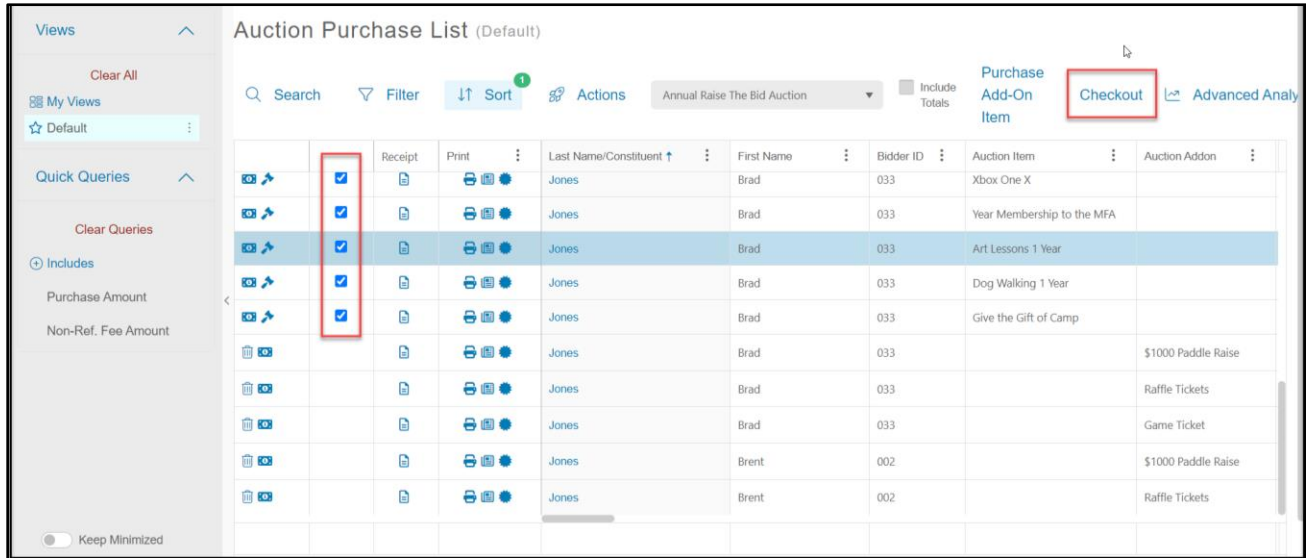 Views
Clear All
My Views
Default
Quick Queries
Clear Queries
Includes
Purchase Amount
Non-Ref. Fee Amount
Keep Minimized
Auction Purchase List (Default)
Search Filter Sort 1 Actions Annual Raise The Bid Auction Include Totals Purchase Add-On Item Checkout Advanced Analy
Receipt Print Last Name/Constituent First Name Bidder ID Auction Item Auction Addon
Jones Brad 033 Xbox One X
Jones Brad 033 Year Membership to the MFA
Jones Brad 033 Art Lessons 1 Year
Jones Brad 033 Dog Walking 1 Year
Jones Brad 033 Give the Gift of Camp
Jones Brad 033 $1000 Paddle Raise
Jones Brad 033 Raffle Tickets
Jones Brad 033 Game Ticket
Jones Brent 002 $1000 Paddle Raise
Jones Brent 002 Raffle Tickets